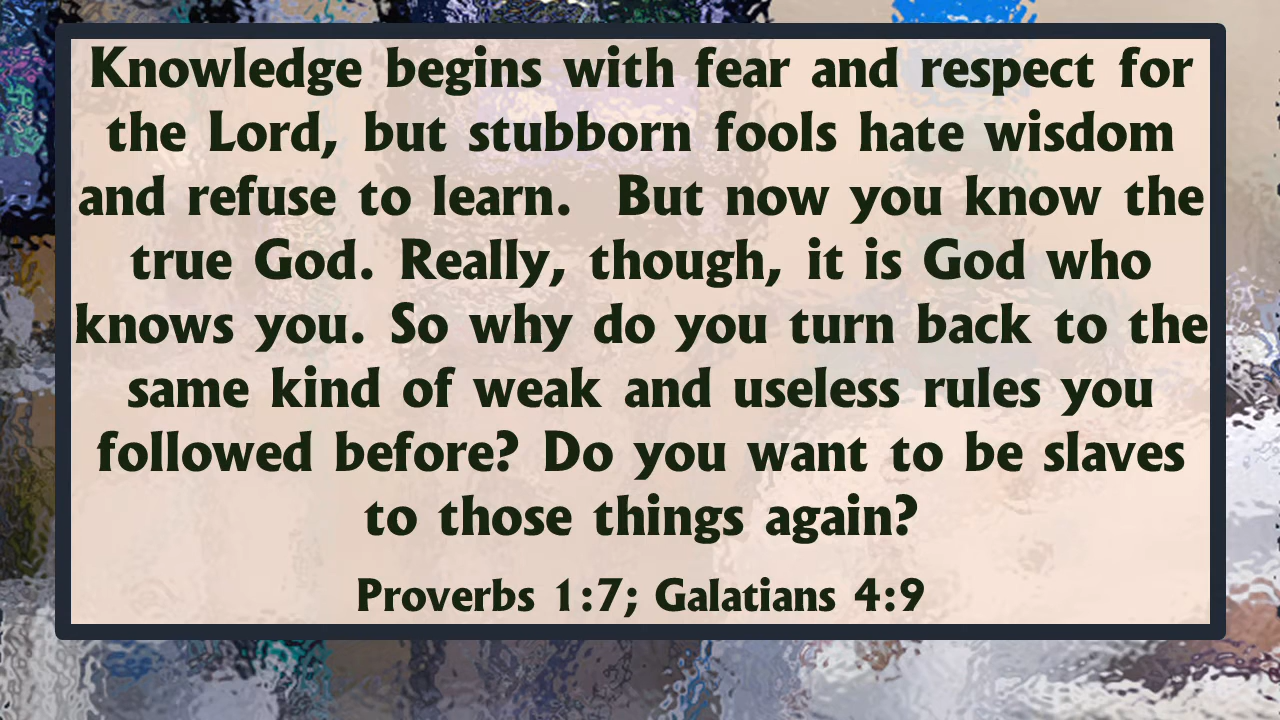 Knowledge begins with fear and respect for
the Lord, but stubborn fools hate wisdom
and refuse to learn.  But now you know the
true God. Really, though, it is God who
knows you. So why do you turn back to the
same kind of weak and useless rules you
followed before? Do you want to be slaves
to those things again?
Proverbs 1:7; Galatians 4:9